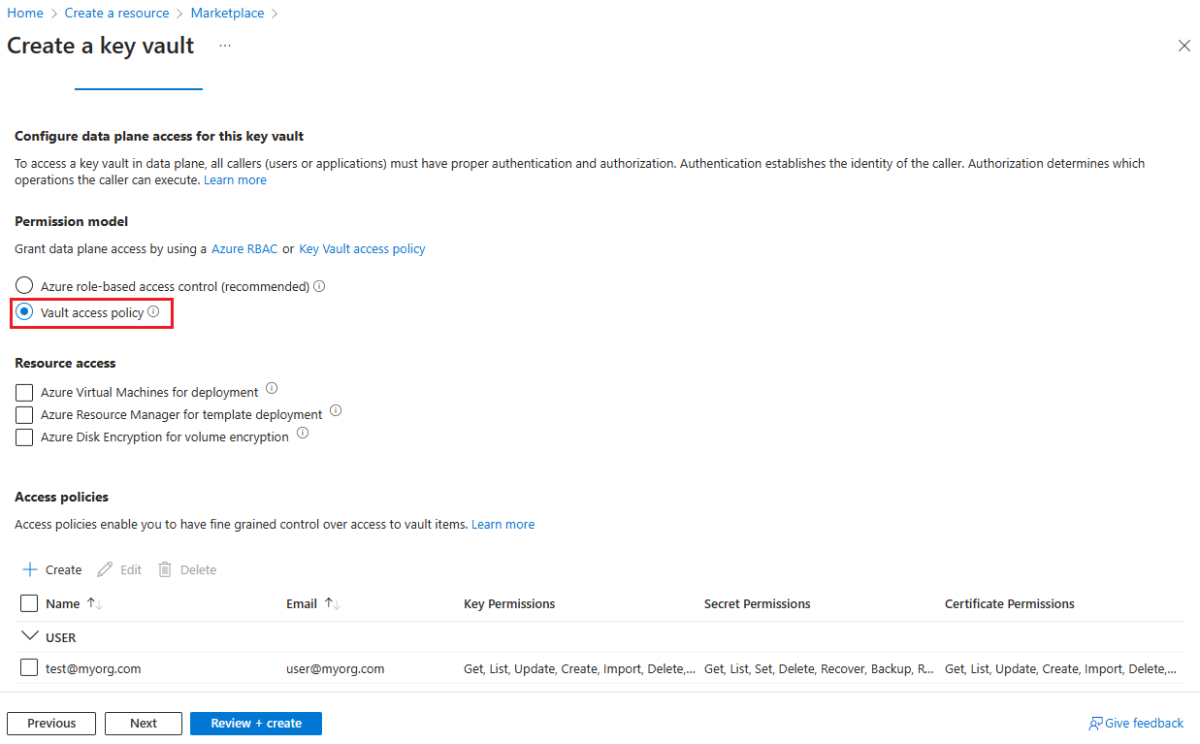 Home > Create a resource > Marketplace >
Create a key vault ...
Configure data plane access for this key vault
To access a key vault in data plane, all callers (users or applications) must have proper authentication and authorization. Authentication establishes the identity of the caller. Authorization determines which
operations the caller can execute. Learn more
Permission model
Grant data plane access by using a Azure RBAC or Key Vault access policy
Azure role-based access control (recommended)
Vault access policy
Resource access
Azure Virtual Machines for deployment
Azure Resource Manager for template deployment
Azure Disk Encryption for volume encryption
Access policies
Access policies enable you to have fine grained control over access to vault items. Learn more
Create Edit Delete
Name Email Key Permissions Secret Permissions Certificate Permissions
USER
test@myorg.com user@myorg.com Get, List, Update, Create, Import, Delete,... Get, List, Set, Delete, Recover, Backup, R... Get, List, Update, Create, Import, Delete,...
Previous Next Review + create Give feedback